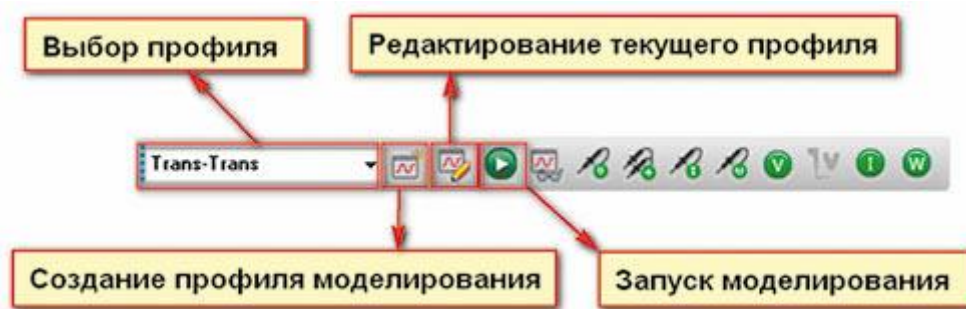 Выбор профиля
Редактирование текущего профиля
Trans-Trans
V
V
I
W
Создание профиля моделирования
Запуск моделирования